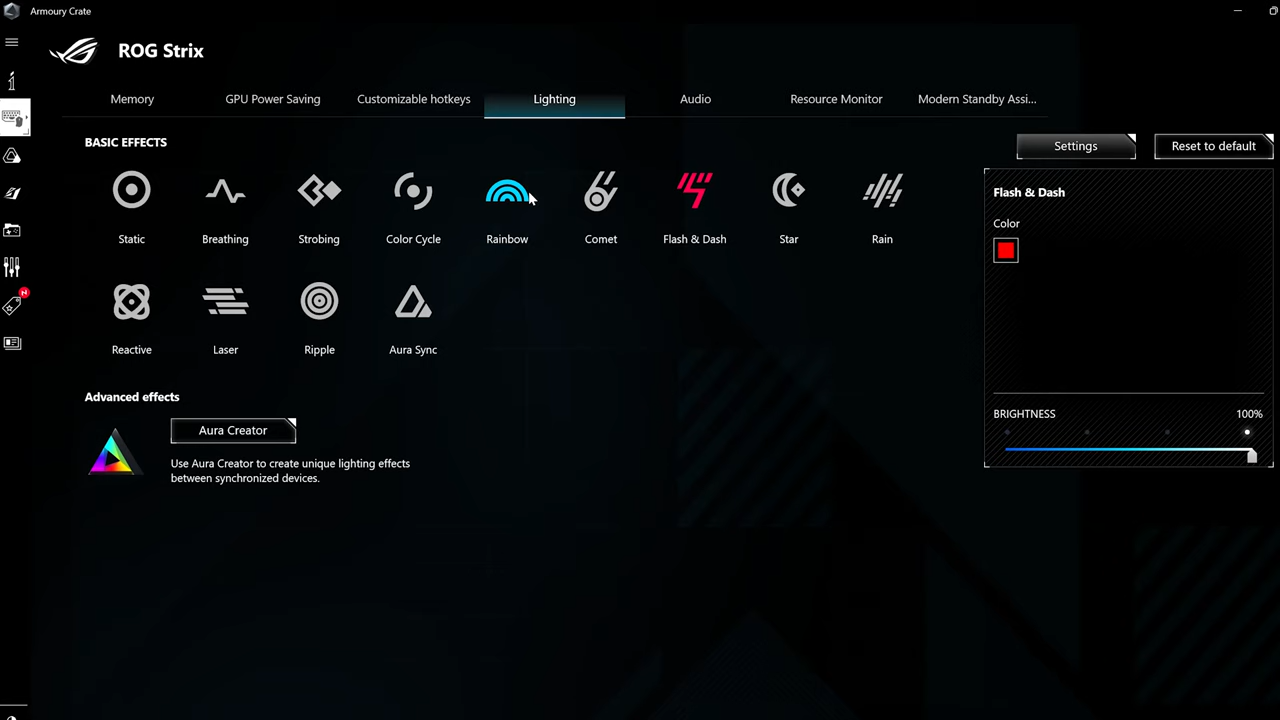 Armoury Crate
ROG Strix
Memory
GPU Power Saving
Customizable hotkeys
Lighting
Audio
Resource Monitor
Modern Standby Assi...
BASIC EFFECTS
Settings
Reset to default
Static
Breathing
Strobing
Color Cycle
Rainbow
Comet
Flash & Dash
Star
Rain
Reactive
Laser
Ripple
Aura Sync
Advanced effects
Aura Creator
Use Aura Creator to create unique lighting effects
between synchronized devices.
Flash & Dash
Color
BRIGHTNESS
100%
N